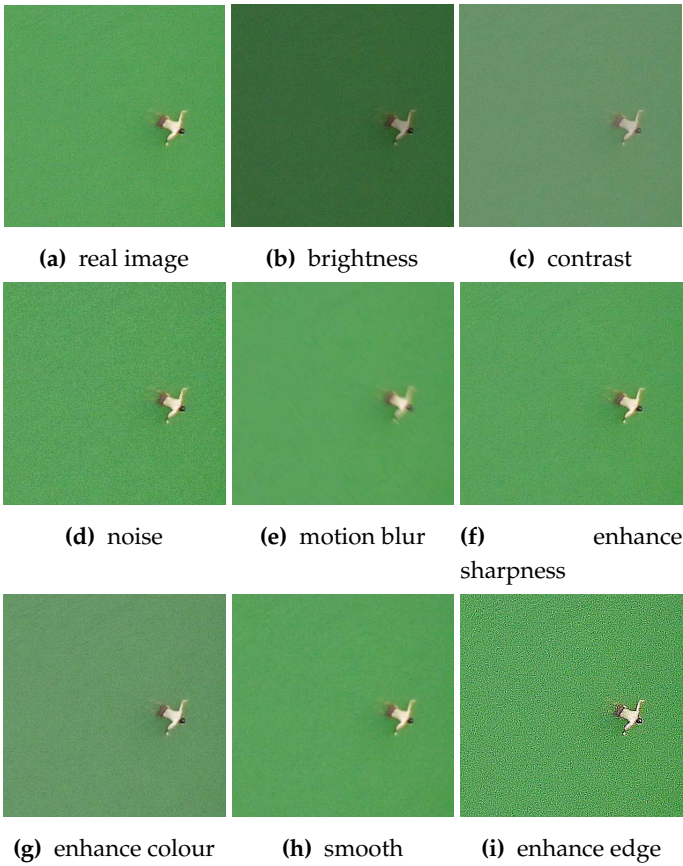 (a) real image
(b) brightness
(c) contrast
(d) noise
(e) motion blur
(f) enhance
sharpness
(g) enhance colour
(h) smooth
(i) enhance edge